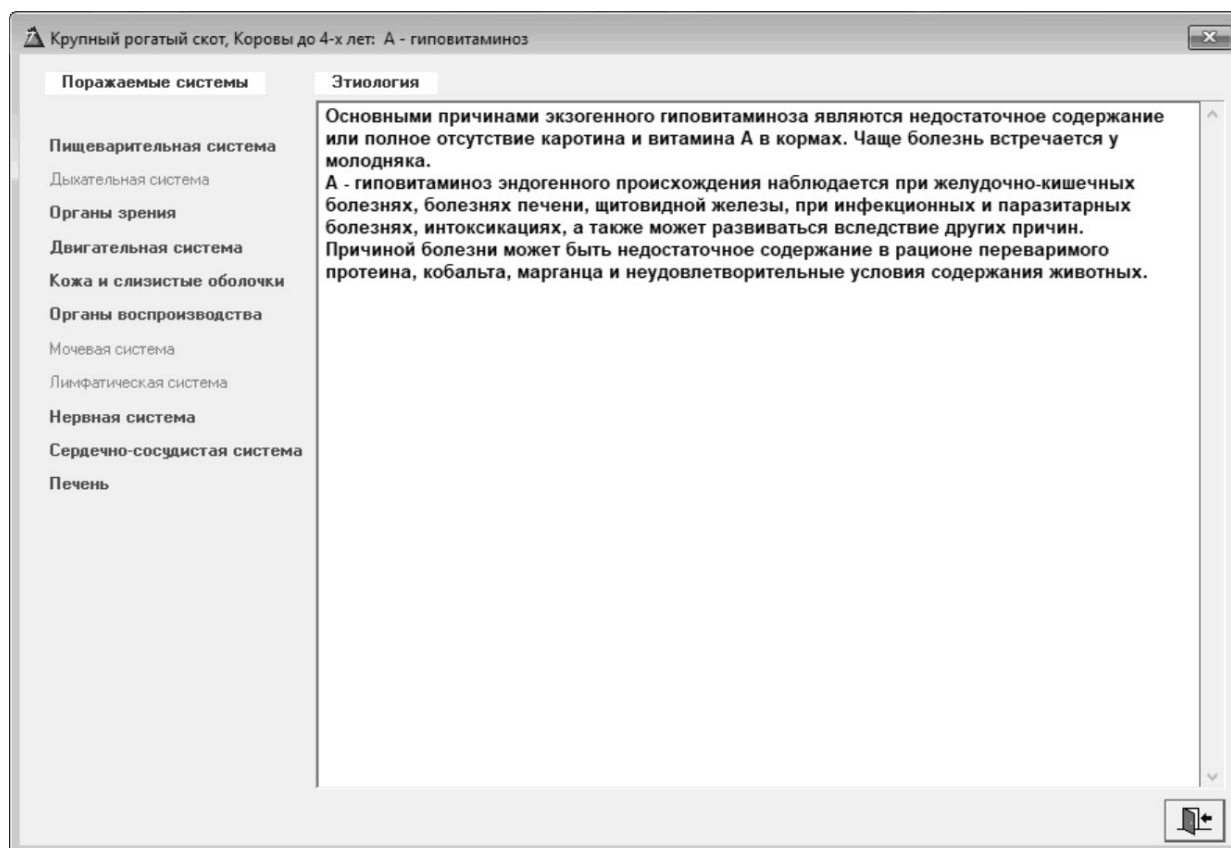 Крупный рогатый скот, Коровы до 4-х лет: А - гиповитаминоз
Поражаемые системы
Этиология
Пищеварительная система
Дыхательная система
Органы зрения
Двигательная система
Кожа и слизистые оболочки
Органы воспроизводства
Мочевая система
Лимфатическая система
Нервная система
Сердечно-сосудистая система
Печень
Основными причинами экзогенного гиповитаминоза являются недостаточное содержание
или полное отсутствие каротина и витамина А в кормах. Чаще болезнь встречается у
молодняка.
А - гиповитаминоз эндогенного происхождения наблюдается при желудочно-кишечных
болезнях, болезнях печени, щитовидной железы, при инфекционных и паразитарных
болезнях, интоксикациях, а также может развиваться вследствие других причин.
Причиной болезни может быть недостаточное содержание в рационе переваримого
протеина, кобальта, марганца и неудовлетворительные условия содержания животных.